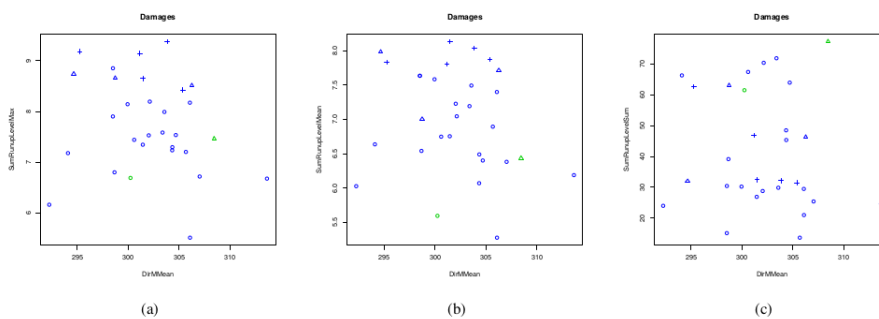 Damages
SumRunupLevelMax
9
8
7
6
295
300
305
310
DirMMean
(a)
Damages
SumRunupLevelMean
8.0
7.5
7.0
6.5
6.0
5.5
295
300
305
310
DirMMean
(b)
Damages
SumRunupLevelSum
70
60
50
40
30
20
295
300
305
310
DirMMean
(c)